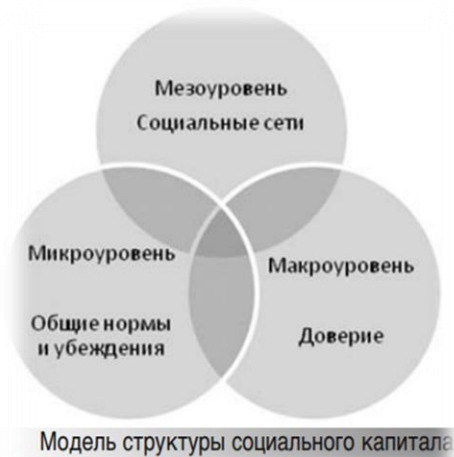 Мезоуровень
Социальные сети
Микроуровень
Общие нормы
и убеждения
Макроуровень
Доверие
Модель структуры социального капитала